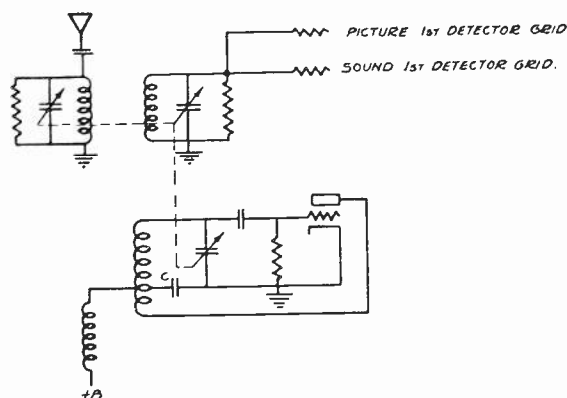 PICTURE 1ST DETECTOR GRID
SOUND 1ST DETECTOR GRID.
C
+B